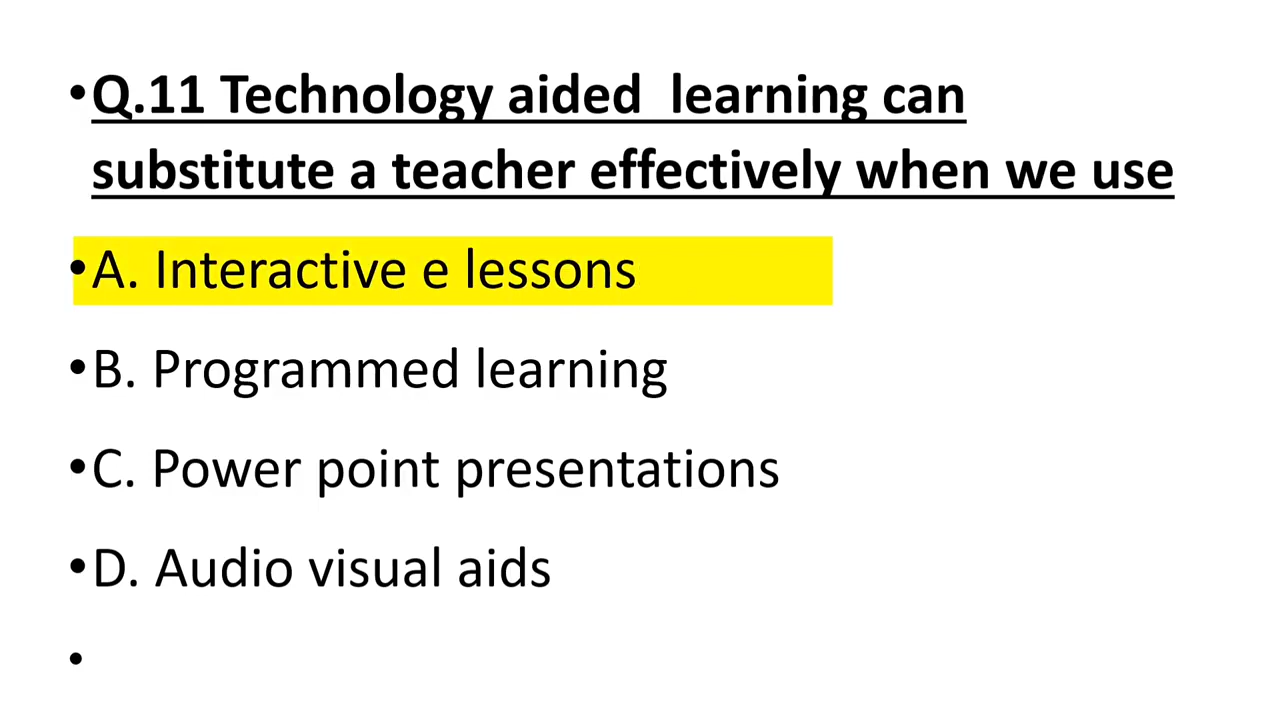 •Q.11 Technology aided  learning can
substitute a teacher effectively when we use
•A. Interactive e lessons
•B. Programmed learning
•C. Power point presentations
•D. Audio visual aids
•